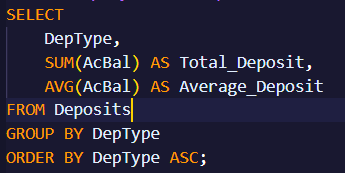 SELECT
    DepType,
    SUM(AcBal) AS Total_Deposit,
    AVG(AcBal) AS Average_Deposit
FROM Deposits
GROUP BY DepType
ORDER BY DepType ASC;